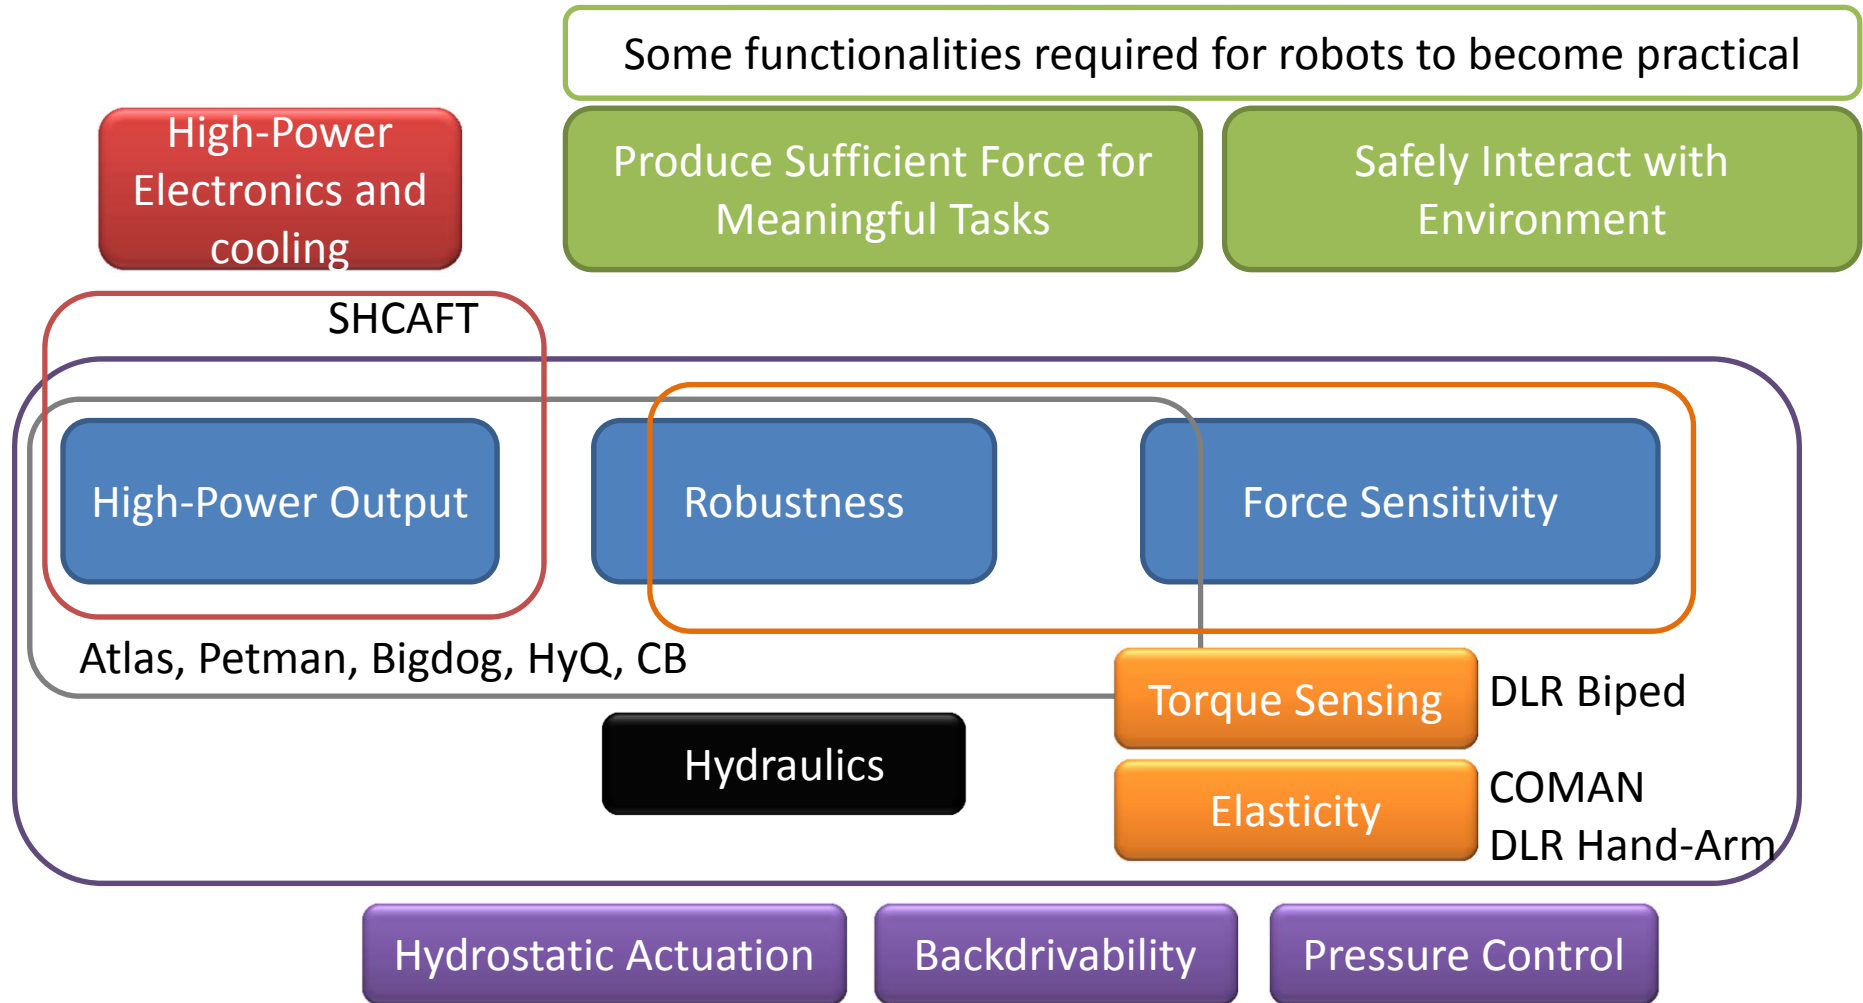 Some functionalities required for robots to become practical
High-Power
Electronics and
cooling
Produce Sufficient Force for
Meaningful Tasks
Safely Interact with
Environment
SHCAFT
High-Power Output
Robustness
Force Sensitivity
Atlas, Petman, Bigdog, HyQ, CB
Torque Sensing
DLR Biped
Hydraulics
Elasticity
COMAN
DLR Hand-Arm
Hydrostatic Actuation
Backdrivability
Pressure Control